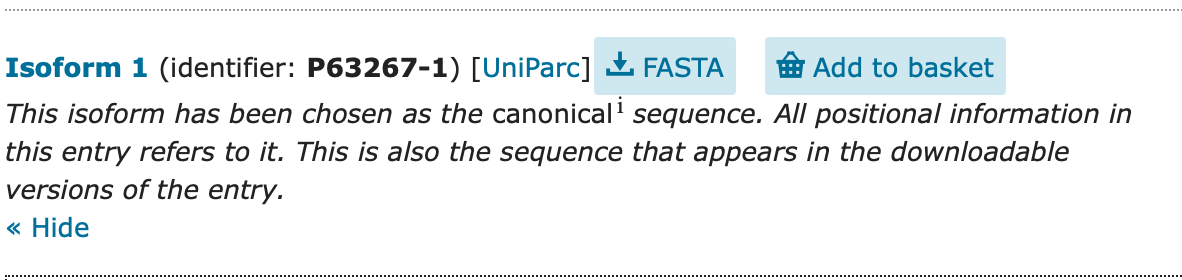 Isoform 1 (identifier: P63267-1) [UniParc] FASTA Add to basket
This isoform has been chosen as the canonicalⁱ sequence. All positional information in
this entry refers to it. This is also the sequence that appears in the downloadable
versions of the entry.
« Hide